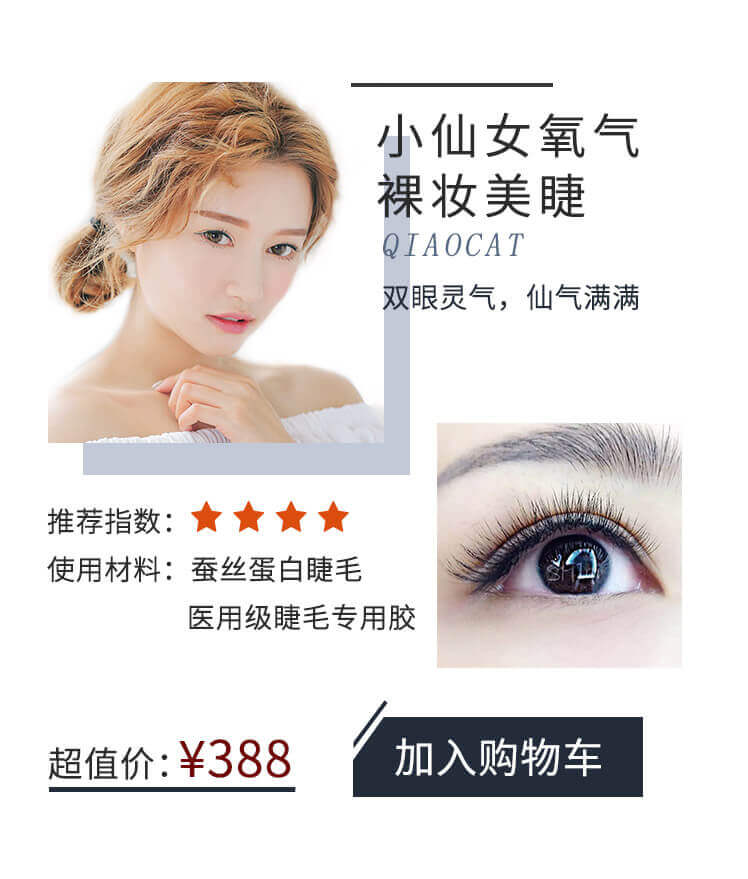 小仙女氧气
裸妆美睫
QIAOCAT
双眼灵气，仙气满满
推荐指数：
使用材料：蚕丝蛋白睫毛
医用级睫毛专用胶
超值价：¥388
加入购物车